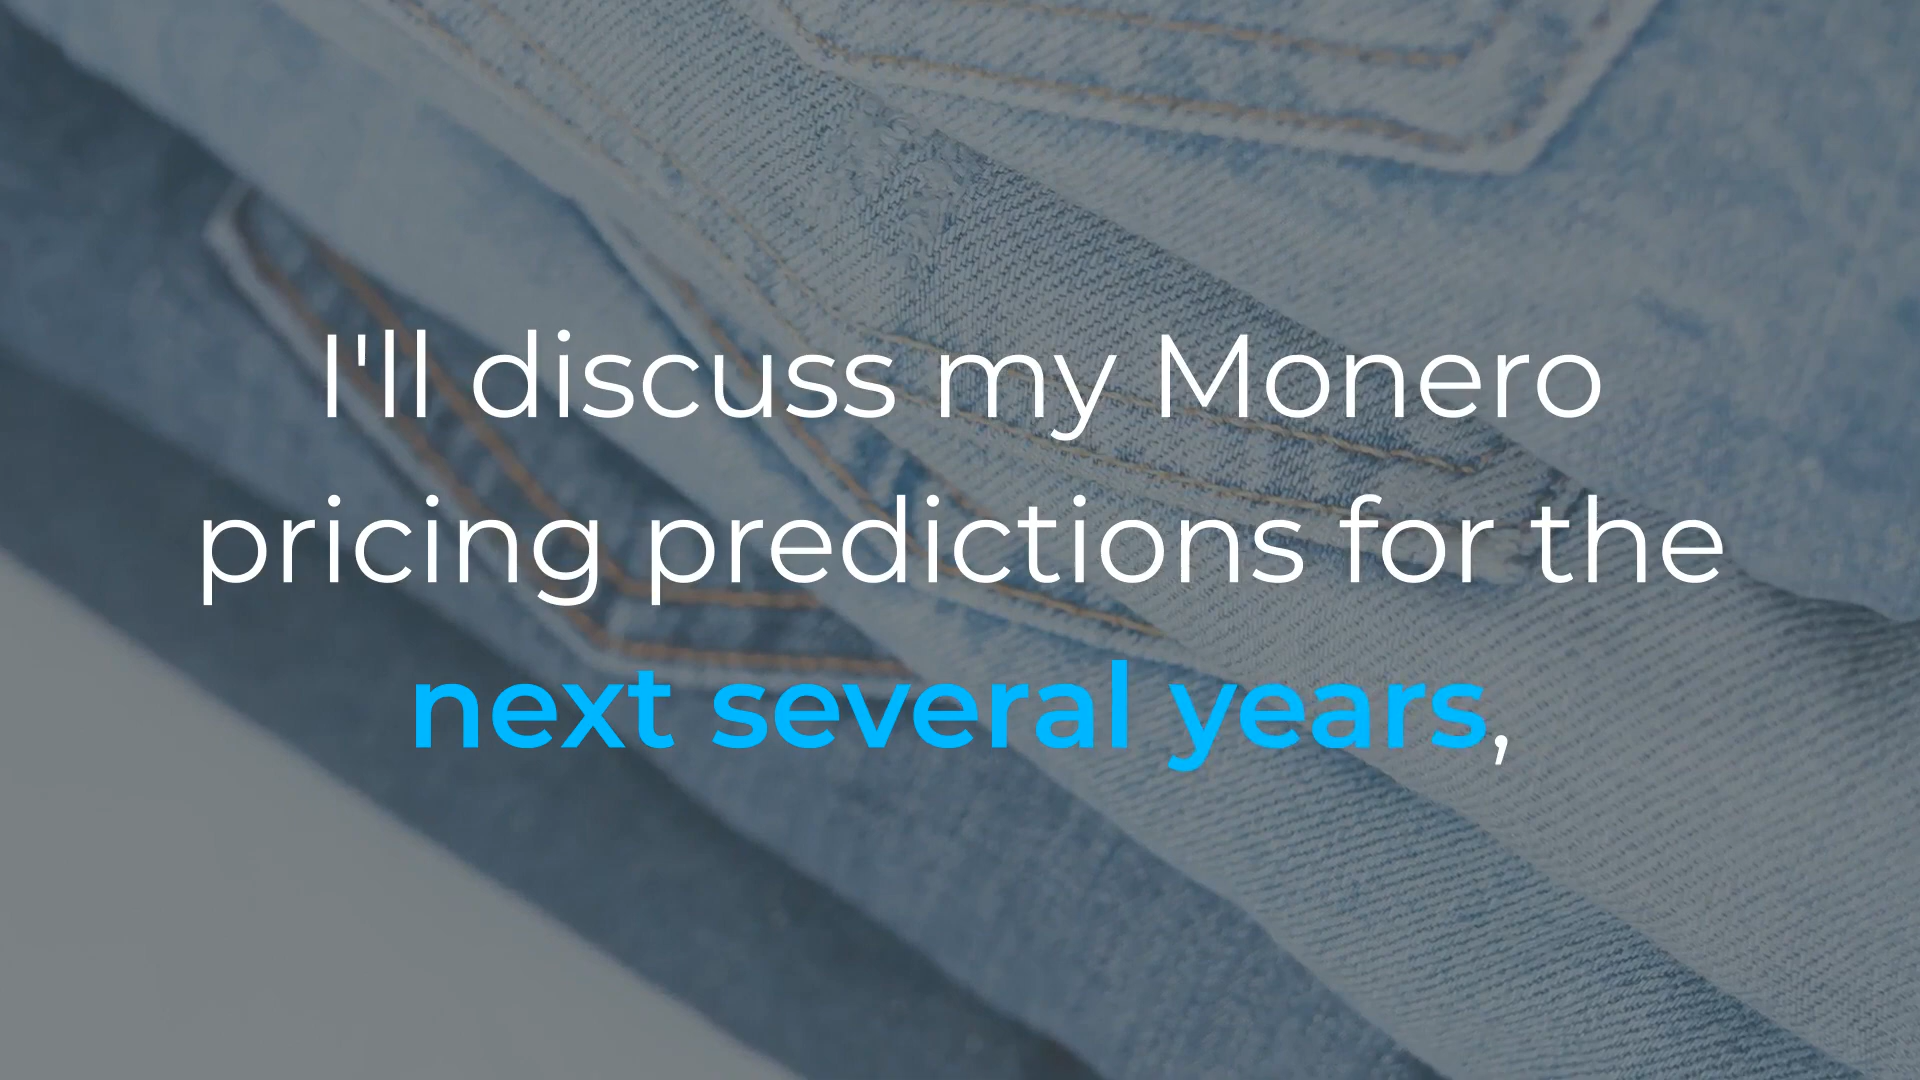 I'll discuss my Monero
pricing predictions for the
next several years,